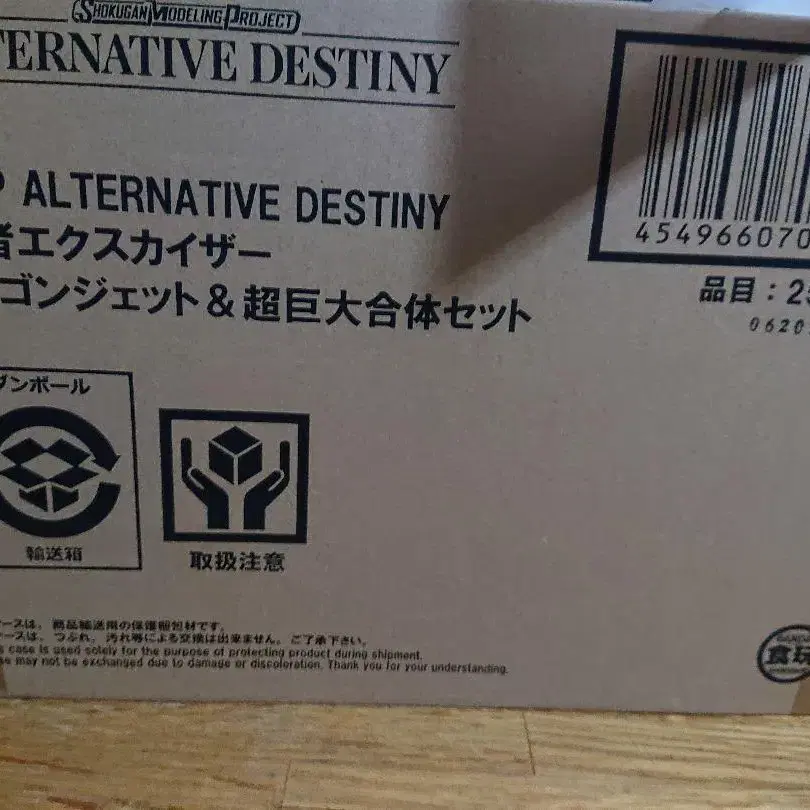 SHOKUGAN MODELING PROJECT
TERNATIVE DESTINY
P ALTERNATIVE DESTINY
者エクスカイザー
ゴンジェット&超巨大合体セット
454966070
品目:2
0620
ダンボール
輸送箱
取扱注意
ースは、商品輸送用の保護梱包材です。
ースは、つぶれ、汚れ等による交換は出来ません。ご了承下さい。
s case is used solely for the purpose of protecting product during shipment.
se may not be exchanged due to damage or discoloration. Thank you for your understanding.
食玩